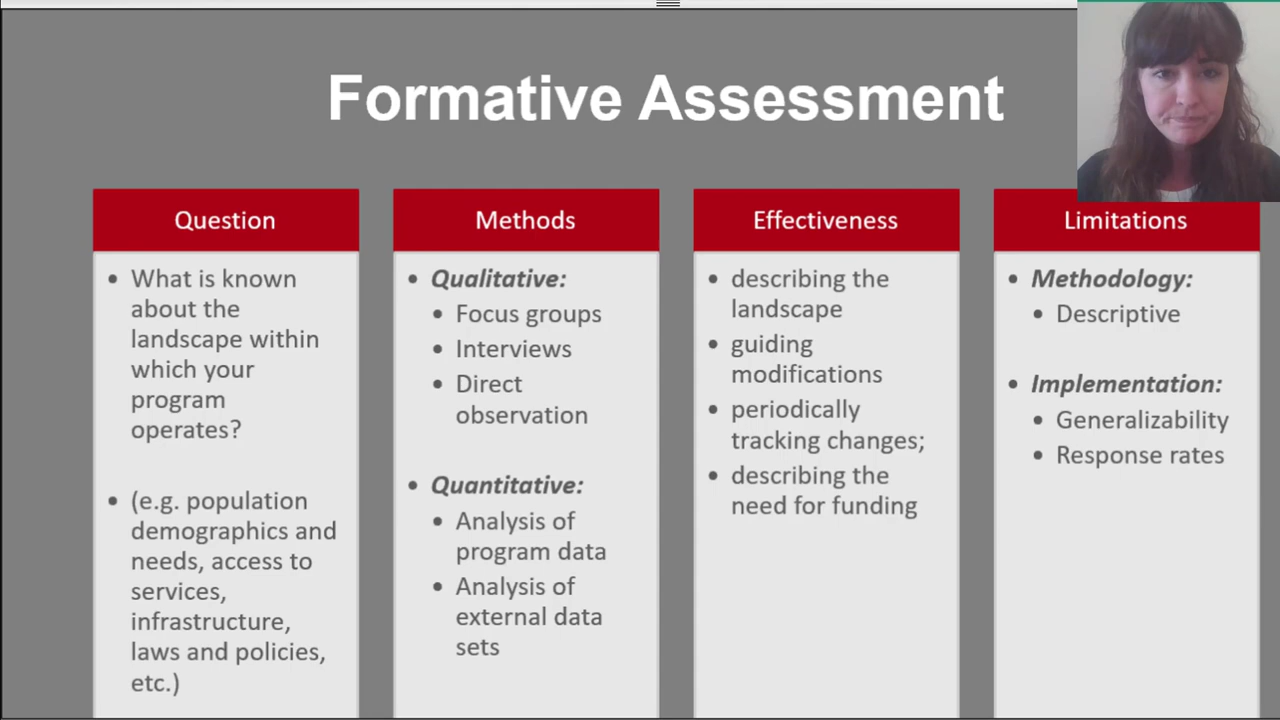 Formative Assessment
Question
• What is known
about the
landscape within
which your
program
operates?
• (e.g. population
demographics and
needs, access to
services,
infrastructure,
laws and policies,
etc.)
Methods
• Qualitative:
• Focus groups
• Interviews
• Direct
observation
• Quantitative:
• Analysis of
program data
• Analysis of
external data
sets
Effectiveness
• describing the
landscape
• guiding
modifications
• periodically
tracking changes;
• describing the
need for funding
Limitations
• Methodology:
• Descriptive
• Implementation:
• Generalizability
• Response rates